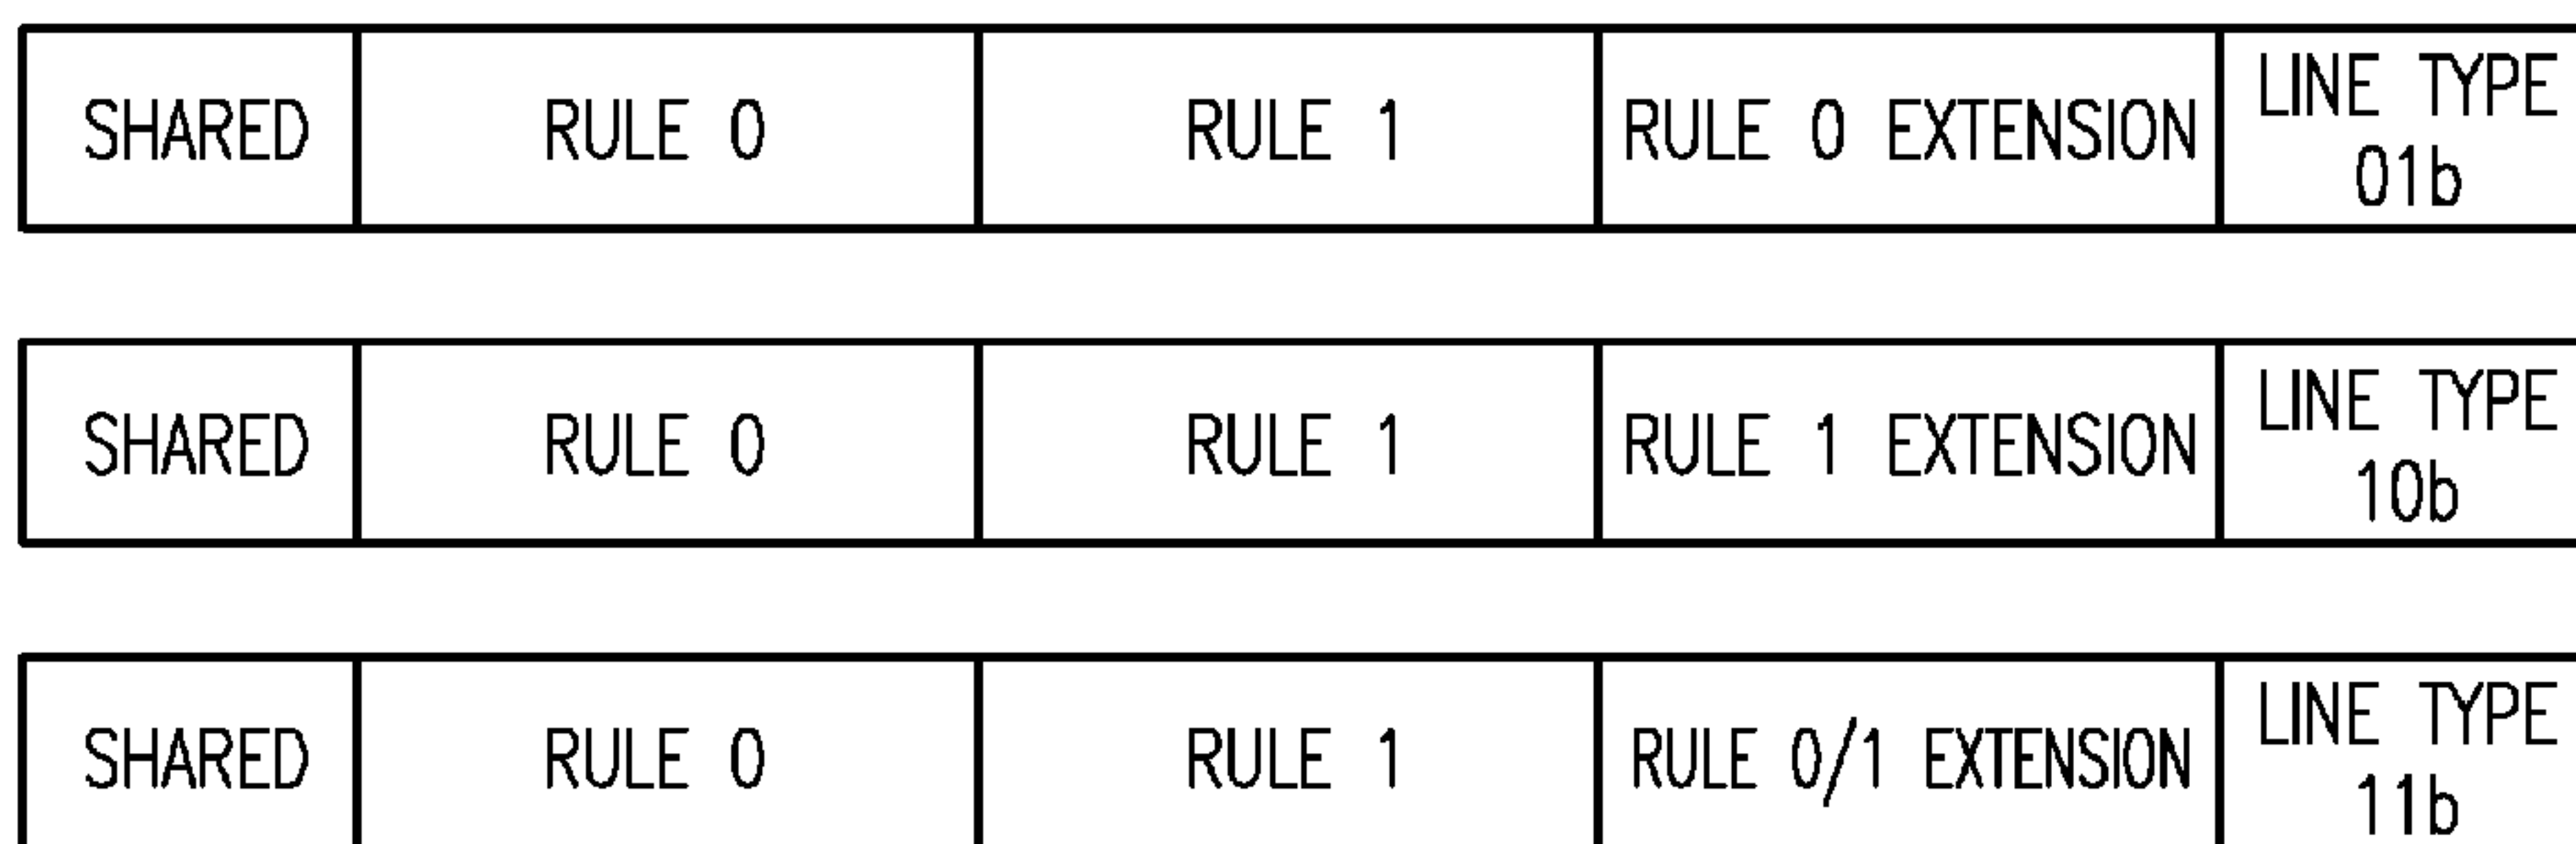 SHARED RULE 0 RULE 1 RULE 0 EXTENSION LINE TYPE
01b
SHARED RULE 0 RULE 1 RULE 1 EXTENSION LINE TYPE
10b
SHARED RULE 0 RULE 1 RULE 0/1 EXTENSION LINE TYPE
11b